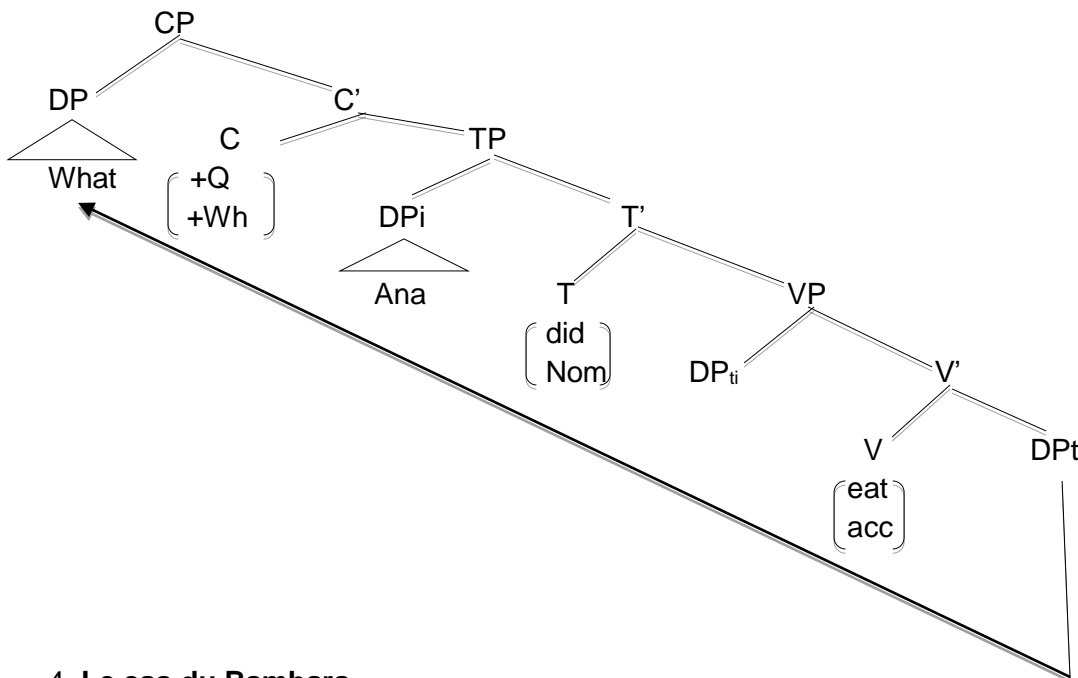 CP
DP C’
C TP
What +Q
+Wh DPi T’
Ana T VP
did
Nom DPti V’
V DPt
eat
acc
4. Le cas du Bambara